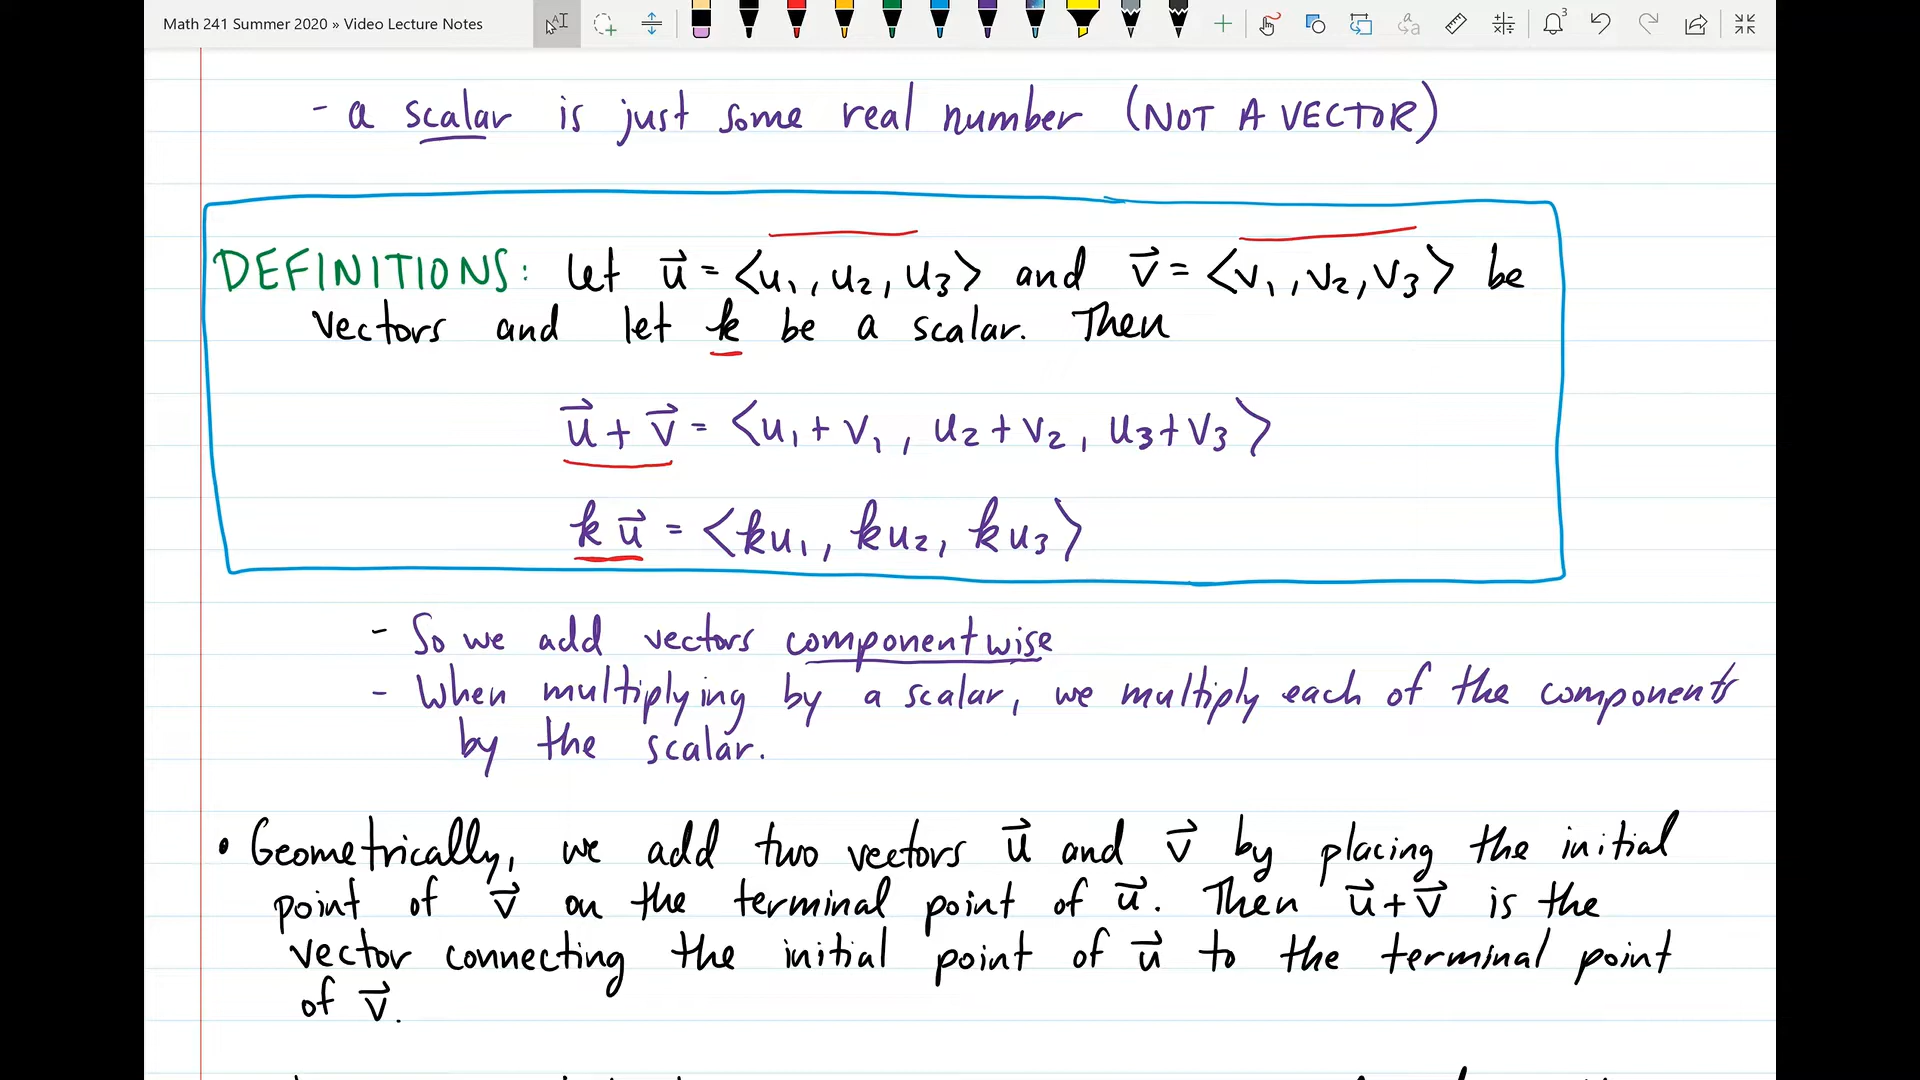 Math 241 Summer 2020 » Video Lecture Notes
3
- a scalar is just some real number (NOT A VECTOR)
DEFINITIONS: Let u⃗ = <u₁, u₂, u₃> and v⃗ = <v₁, v₂, v₃> be
vectors and let k be a scalar. Then
u⃗ + v⃗ = <u₁ + v₁, u₂ + v₂, u₃ + v₃>
k u⃗ = <ku₁, ku₂, ku₃>
- So we add vectors componentwise
- When multiplying by a scalar, we multiply each of the components
by the scalar.
• Geometrically, we add two vectors u⃗ and v⃗ by placing the initial
point of v⃗ on the terminal point of u⃗. Then u⃗+v⃗ is the
vector connecting the initial point of u⃗ to the terminal point
of v⃗.